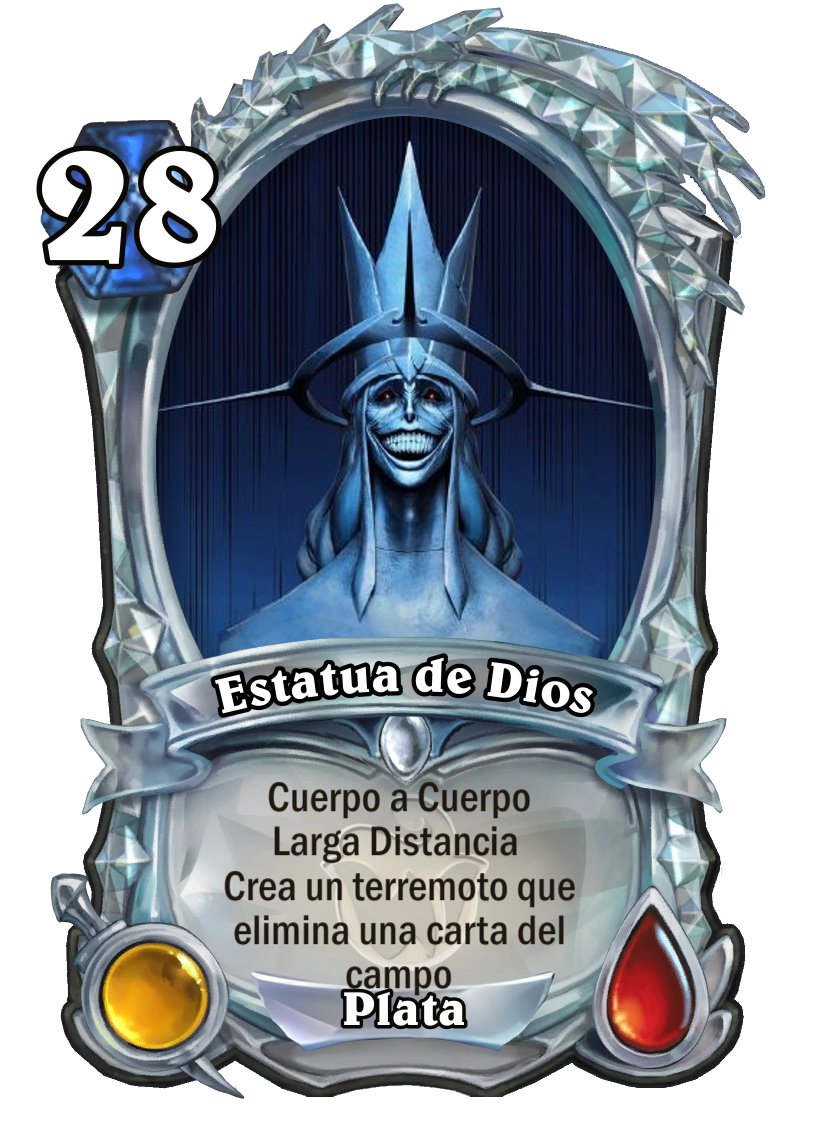 28
Estatua de Dios
Cuerpo a Cuerpo
Larga Distancia
Crea un terremoto que
elimina una carta del
campo
Plata